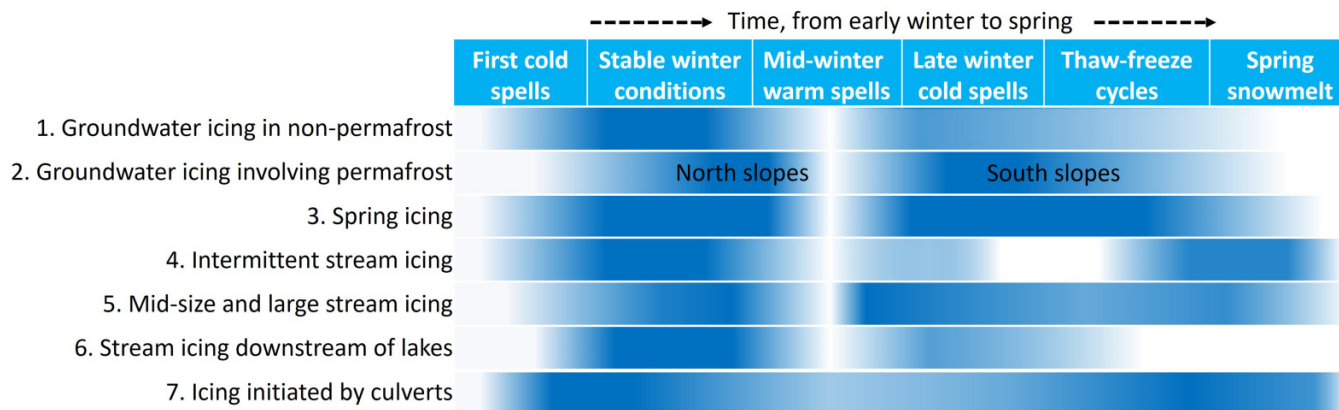 Time, from early winter to spring
First cold spells
Stable winter conditions
Mid-winter warm spells
Late winter cold spells
Thaw-freeze cycles
Spring snowmelt
1. Groundwater icing in non-permafrost
2. Groundwater icing involving permafrost
North slopes
South slopes
3. Spring icing
4. Intermittent stream icing
5. Mid-size and large stream icing
6. Stream icing downstream of lakes
7. Icing initiated by culverts